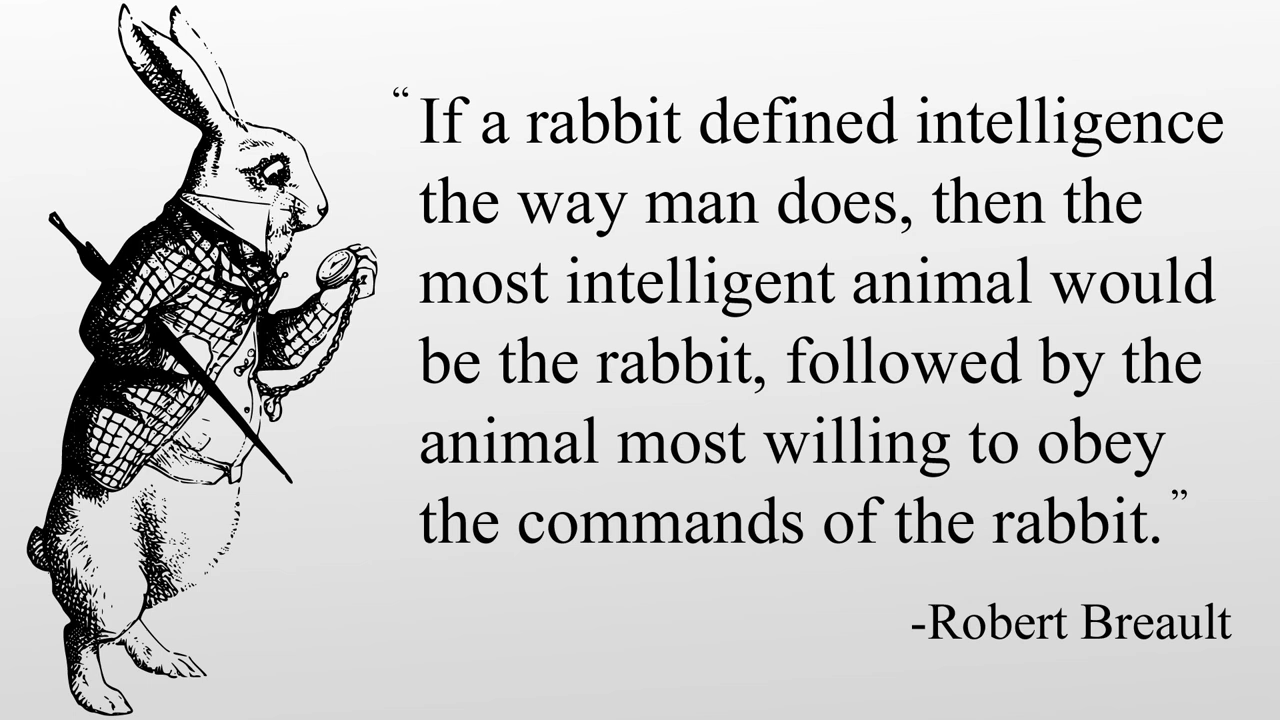 “ If a rabbit defined intelligence
the way man does, then the
most intelligent animal would
be the rabbit, followed by the
animal most willing to obey
the commands of the rabbit. ”
-Robert Breault